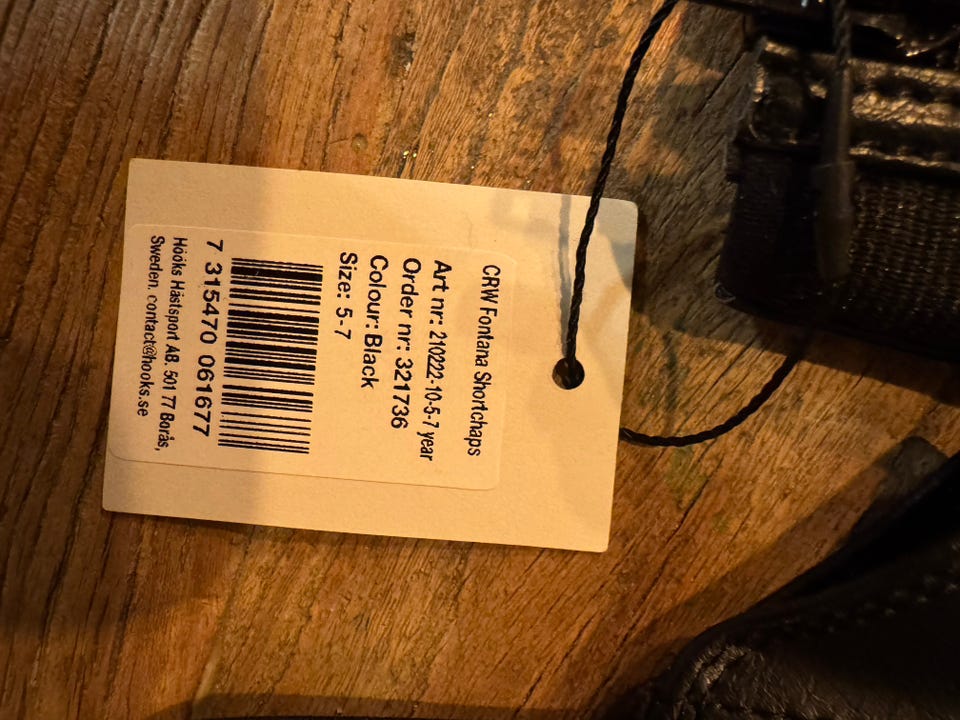 CRW Fontana Shortchaps
Art nr: 210222-10-5-7 year
Order nr: 321736
Colour: Black
Size: 5-7
7 315470 061677
Hööks Hästsport AB. 501 77 Borås,
Sweden. contact@hooks.se